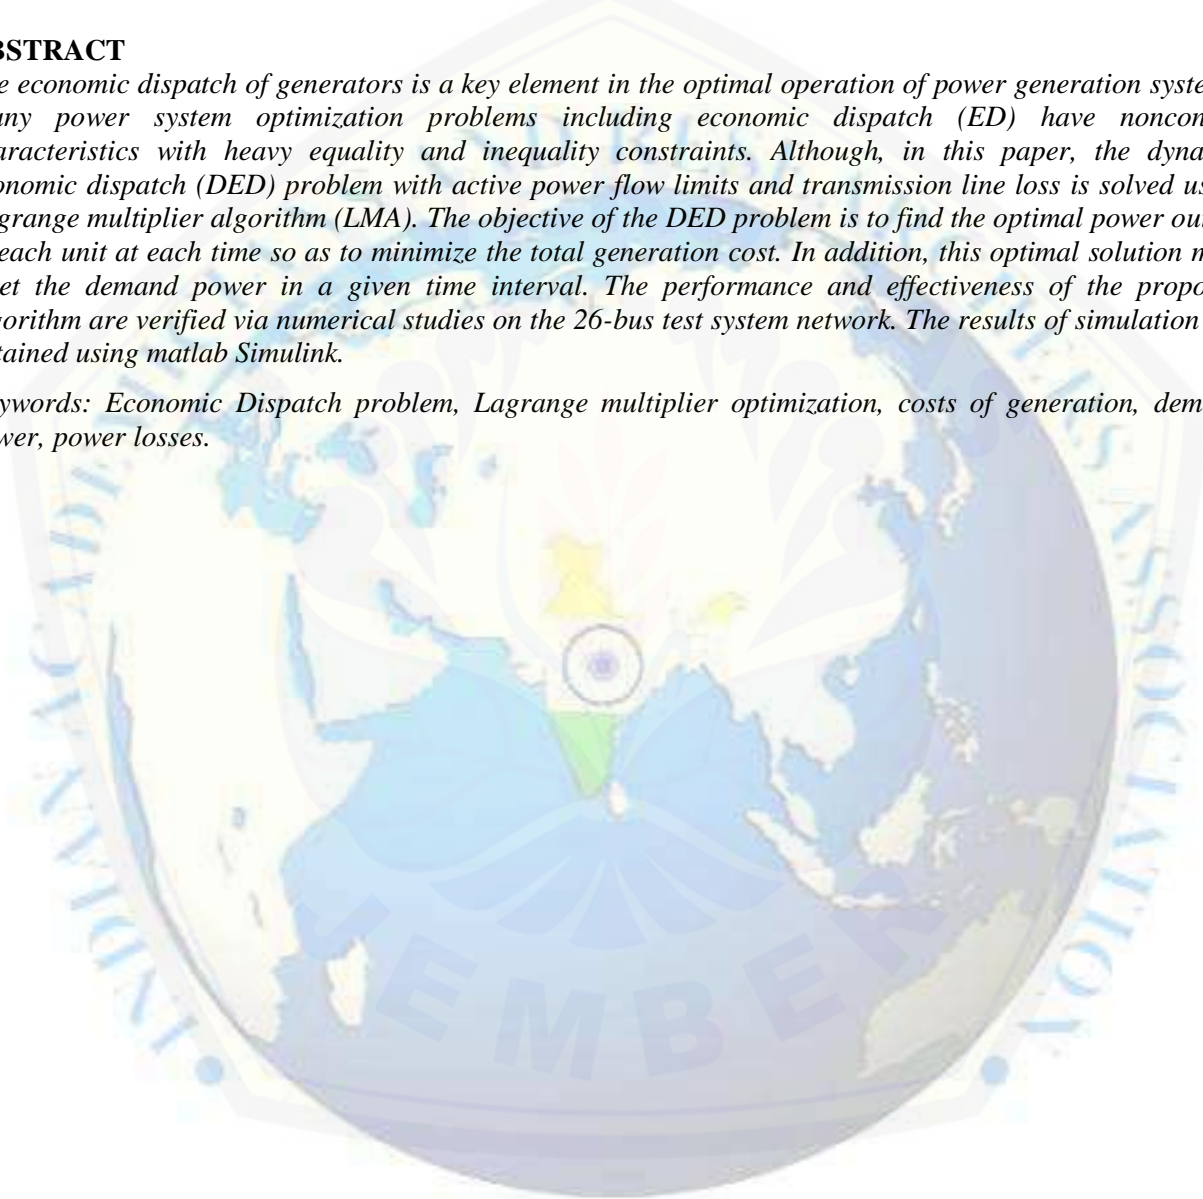 BSTRACT
e economic dispatch of generators is a key element in the optimal operation of power generation syste
any power system optimization problems including economic dispatch (ED) have noncon
aracteristics with heavy equality and inequality constraints. Although, in this paper, the dyna
onomic dispatch (DED) problem with active power flow limits and transmission line loss is solved us
grange multiplier algorithm (LMA). The objective of the DED problem is to find the optimal power ou
each unit at each time so as to minimize the total generation cost. In addition, this optimal solution m
et the demand power in a given time interval. The performance and effectiveness of the propo
gorithm are verified via numerical studies on the 26-bus test system network. The results of simulation
tained using matlab Simulink.
ywords: Economic Dispatch problem, Lagrange multiplier optimization, costs of generation, dem
wer, power losses.
JEMBER